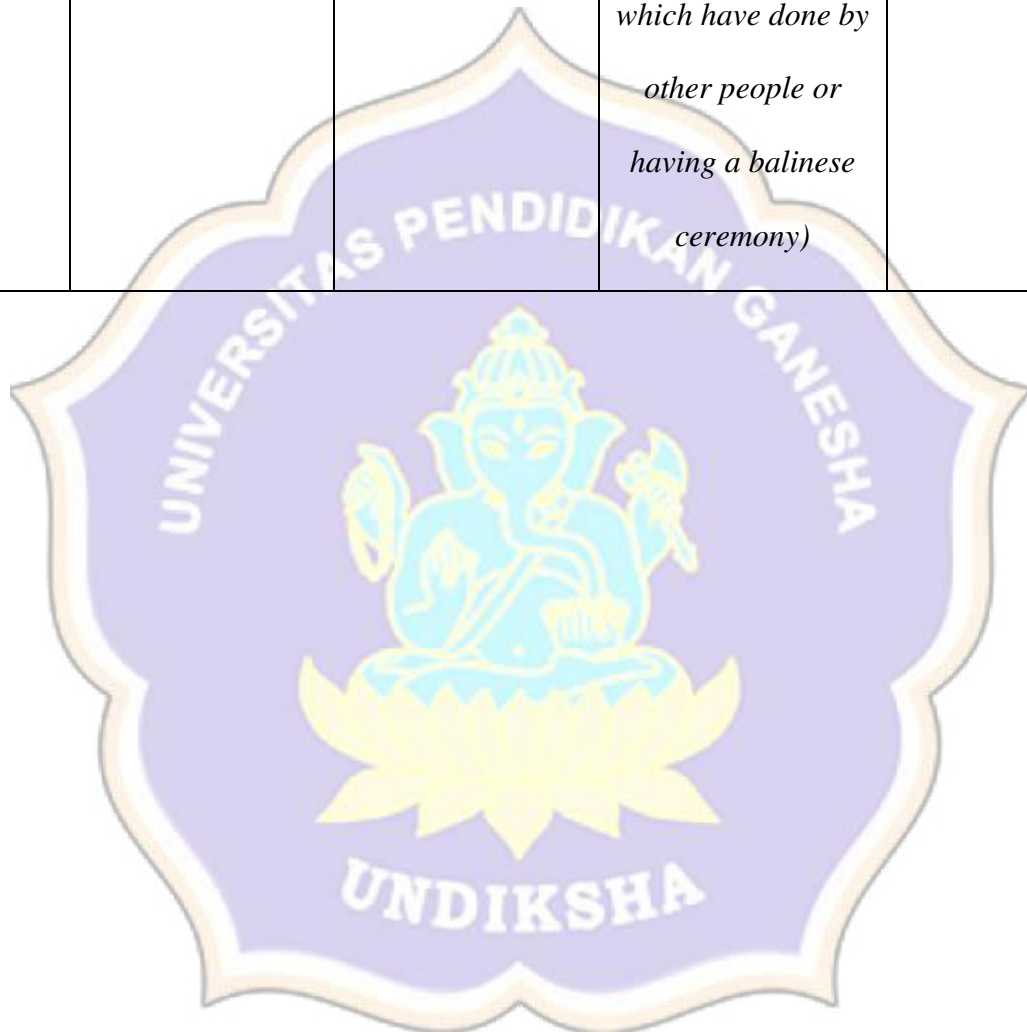 which have done by
other people or
having a balinese
ceremony)
UNIVERSITAS PENDIDIKAN GANESHA
UNDIKSHA